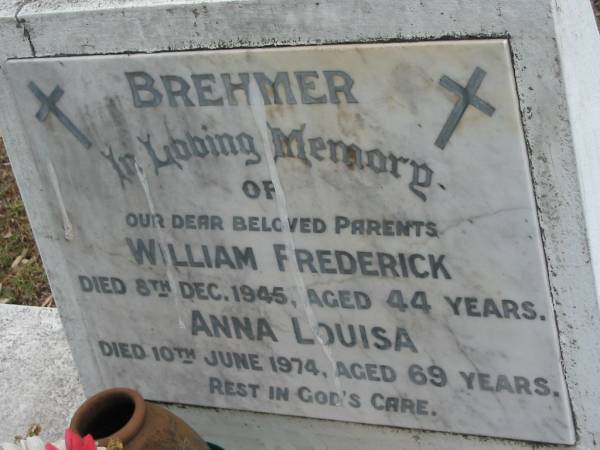 BREHMER
In Loving Memory.
OF
OUR DEAR BELOVED PARENTS
WILLIAM FREDERICK
DIED 8TH DEC. 1945, AGED 44 YEARS.
ANNA LOUISA
DIED 10TH JUNE 1974, AGED 69 YEARS.
REST IN GOD'S CARE.